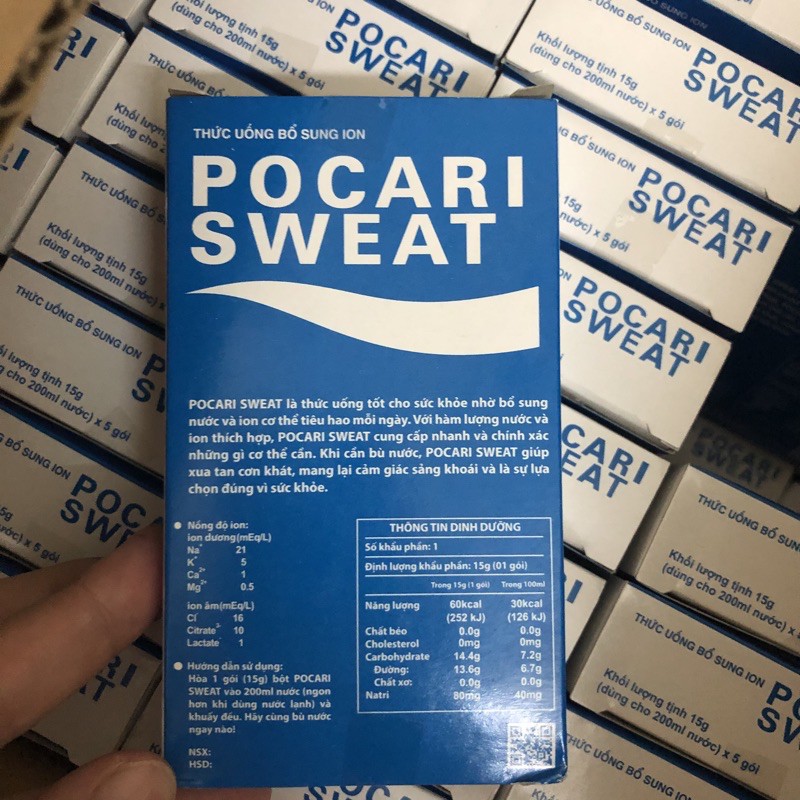 THỨC UỐNG BỔ SUNG ION
POCARI
SWEAT
POCARI SWEAT là thức uống tốt cho sức khỏe nhờ bổ sung
nước và ion cơ thể tiêu hao mỗi ngày. Với hàm lượng nước và
ion thích hợp, POCARI SWEAT cung cấp nhanh và chính xác
những gì cơ thể cần. Khi cần bù nước, POCARI SWEAT giúp
xua tan cơn khát, mang lại cảm giác sảng khoái và là sự lựa
chọn đúng vì sức khỏe.
Nồng độ ion:
ion dương(mEq/L)
Na⁺ 21
K⁺ 5
Ca²⁺ 1
Mg²⁺ 0.5
ion âm(mEq/L)
Cl⁻ 16
Citrate³⁻ 10
Lactate⁻ 1
Hướng dẫn sử dụng:
Hòa 1 gói (15g) bột POCARI
SWEAT vào 200ml nước (ngon
hơn khi dùng nước lạnh) và
khuấy đều. Hãy cùng bù nước
ngay nào!
NSX:
HSD:
THÔNG TIN DINH DƯỠNG
Số khẩu phần: 1
Định lượng khẩu phần: 15g (01 gói)
Trong 15g (1 gói) Trong 100ml
Năng lượng 60kcal 30kcal
(252 kJ) (126 kJ)
Chất béo 0.0g 0.0g
Cholesterol 0mg 0mg
Carbohydrate 14.4g 7.2g
Đường: 13.6g 6.7g
Chất xơ: 0.0g 0.0g
Natri 80mg 40mg
THỨC UỐNG BỔ SUNG ION
POCARI
SWEAT
Khối lượng tịnh 15g
(dùng cho 200ml nước) x 5 gói